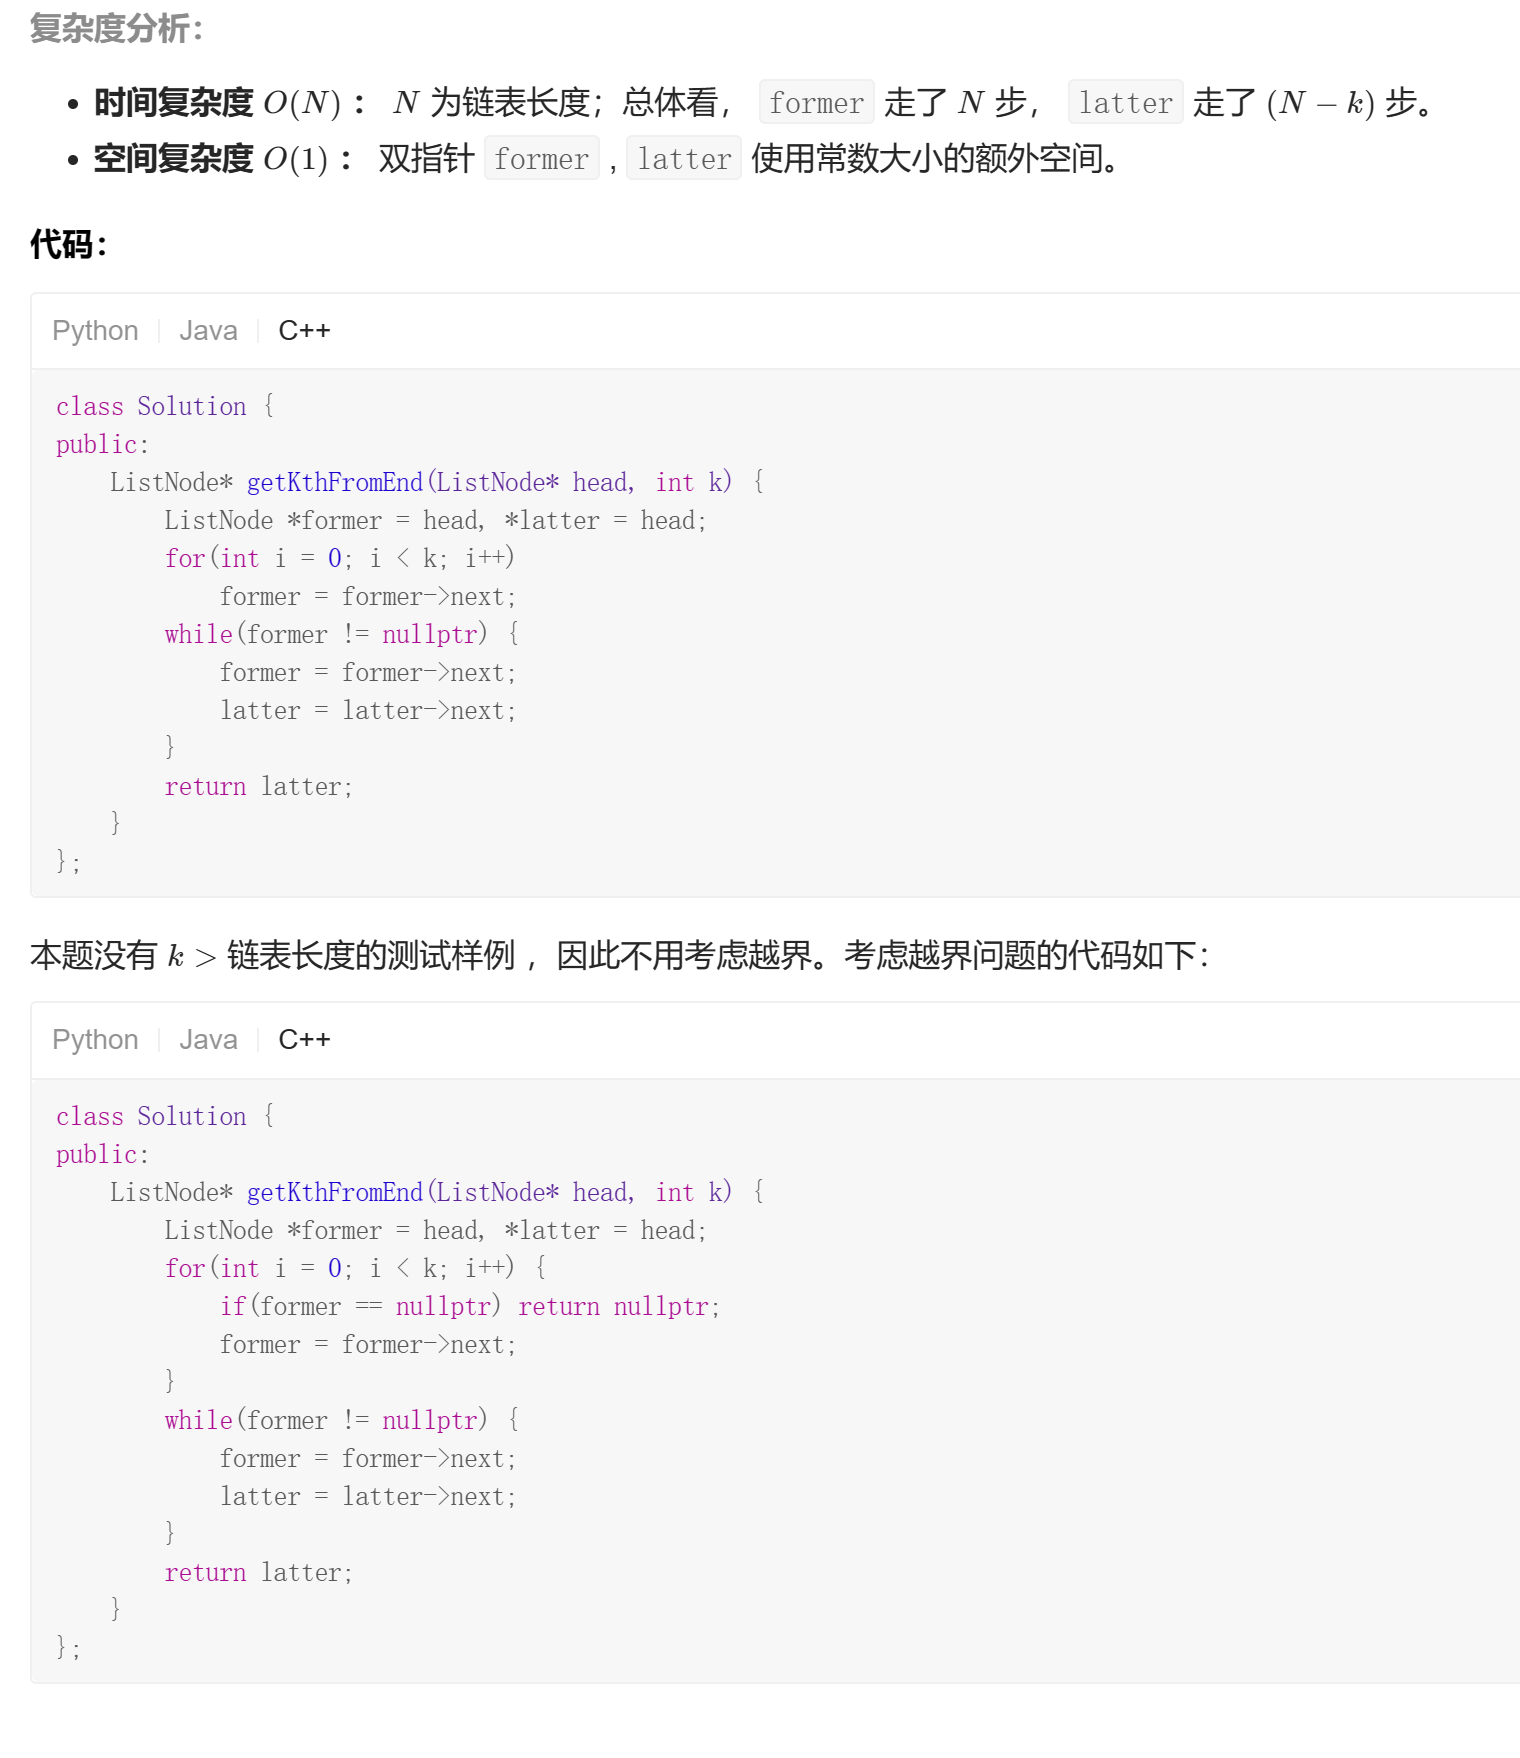 复杂度分析：
• 时间复杂度 O(N)： N 为链表长度；总体看， former 走了 N 步， latter 走了 (N − k) 步。
• 空间复杂度 O(1)： 双指针 former , latter 使用常数大小的额外空间。
代码：
Python | Java | C++
class Solution {
public:
    ListNode* getKthFromEnd(ListNode* head, int k) {
        ListNode *former = head, *latter = head;
        for(int i = 0; i < k; i++)
            former = former->next;
        while(former != nullptr) {
            former = former->next;
            latter = latter->next;
        }
        return latter;
    }
};
本题没有 k > 链表长度的测试样例 ，因此不用考虑越界。考虑越界问题的代码如下：
Python | Java | C++
class Solution {
public:
    ListNode* getKthFromEnd(ListNode* head, int k) {
        ListNode *former = head, *latter = head;
        for(int i = 0; i < k; i++) {
            if(former == nullptr) return nullptr;
            former = former->next;
        }
        while(former != nullptr) {
            former = former->next;
            latter = latter->next;
        }
        return latter;
    }
};